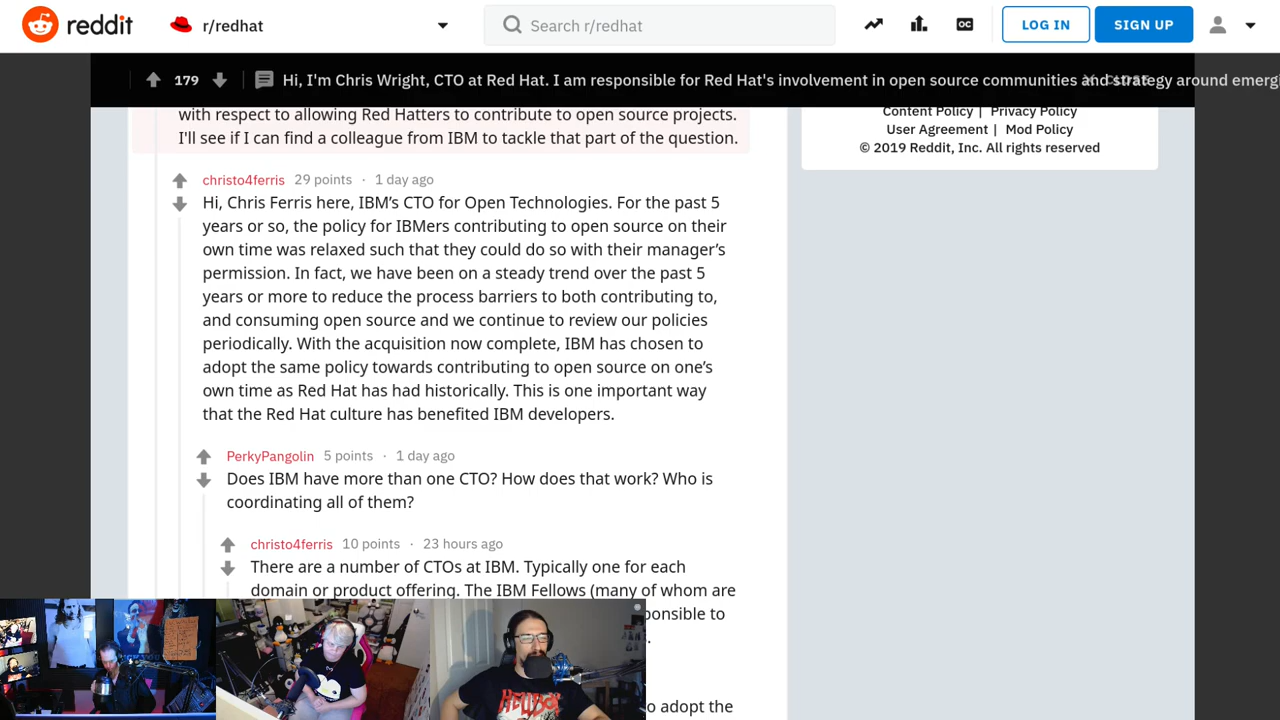 reddit
r/redhat
Search r/redhat
LOG IN
SIGN UP
179
Hi, I'm Chris Wright, CTO at Red Hat. I am responsible for Red Hat's involvement in open source communities and strategy around emergi
with respect to allowing Red Hatters to contribute to open source projects.
I'll see if I can find a colleague from IBM to tackle that part of the question.
Content Policy | Privacy Policy
User Agreement | Mod Policy
© 2019 Reddit, Inc. All rights reserved
christo4ferris 29 points · 1 day ago
Hi, Chris Ferris here, IBM’s CTO for Open Technologies. For the past 5
years or so, the policy for IBMers contributing to open source on their
own time was relaxed such that they could do so with their manager’s
permission. In fact, we have been on a steady trend over the past 5
years or more to reduce the process barriers to both contributing to,
and consuming open source and we continue to review our policies
periodically. With the acquisition now complete, IBM has chosen to
adopt the same policy towards contributing to open source on one’s
own time as Red Hat has had historically. This is one important way
that the Red Hat culture has benefited IBM developers.
PerkyPangolin 5 points · 1 day ago
Does IBM have more than one CTO? How does that work? Who is
coordinating all of them?
christo4ferris 10 points · 23 hours ago
There are a number of CTOs at IBM. Typically one for each
domain or product offering. The IBM Fellows (many of whom are
ponsible to
o adopt the